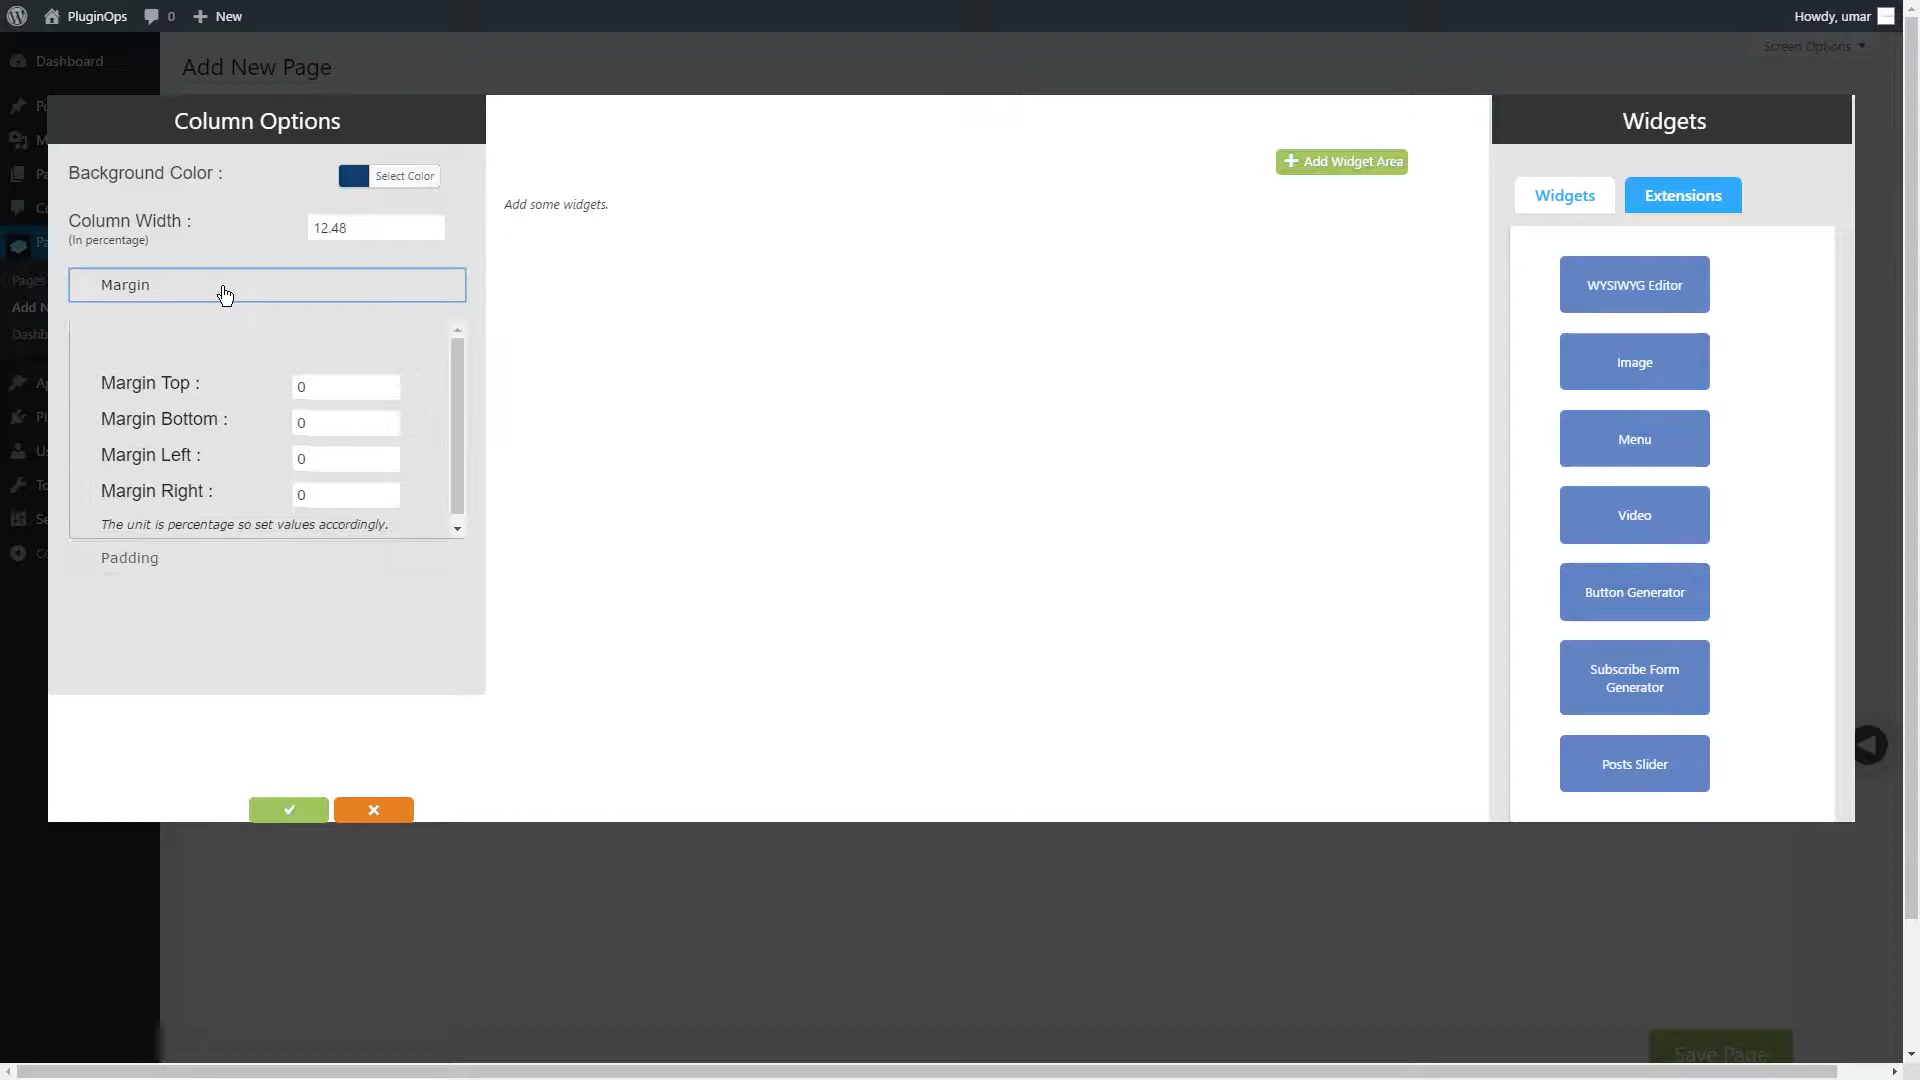 PluginOps 0 New Howdy, umar
Screen Options
Dashboard
Add New Page
Column Options
Background Color :
Select Color
Column Width :
(In percentage)
12.48
Margin
Margin Top :
0
Margin Bottom :
0
Margin Left :
0
Margin Right :
0
The unit is percentage so set values accordingly.
Padding
Pages
Add N
Dashb
Add Widget Area
Add some widgets.
Widgets
Widgets
Extensions
WYSIWYG Editor
Image
Menu
Video
Button Generator
Subscribe Form
Generator
Posts Slider
Save Page